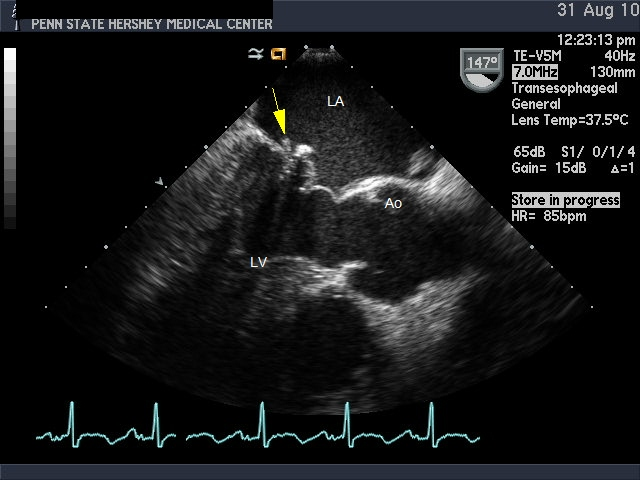 31 Aug 10
PENN STATE HERSHEY MEDICAL CENTER
12:23:13 pm
147°
TE-V5M 40Hz
7.0MHz 130mm
Transesophageal
General
Lens Temp=37.5°C
65dB S1/ 0/1/4
Gain= 15dB Δ=1
Store in progress
HR= 85bpm
LA
Ao
LV